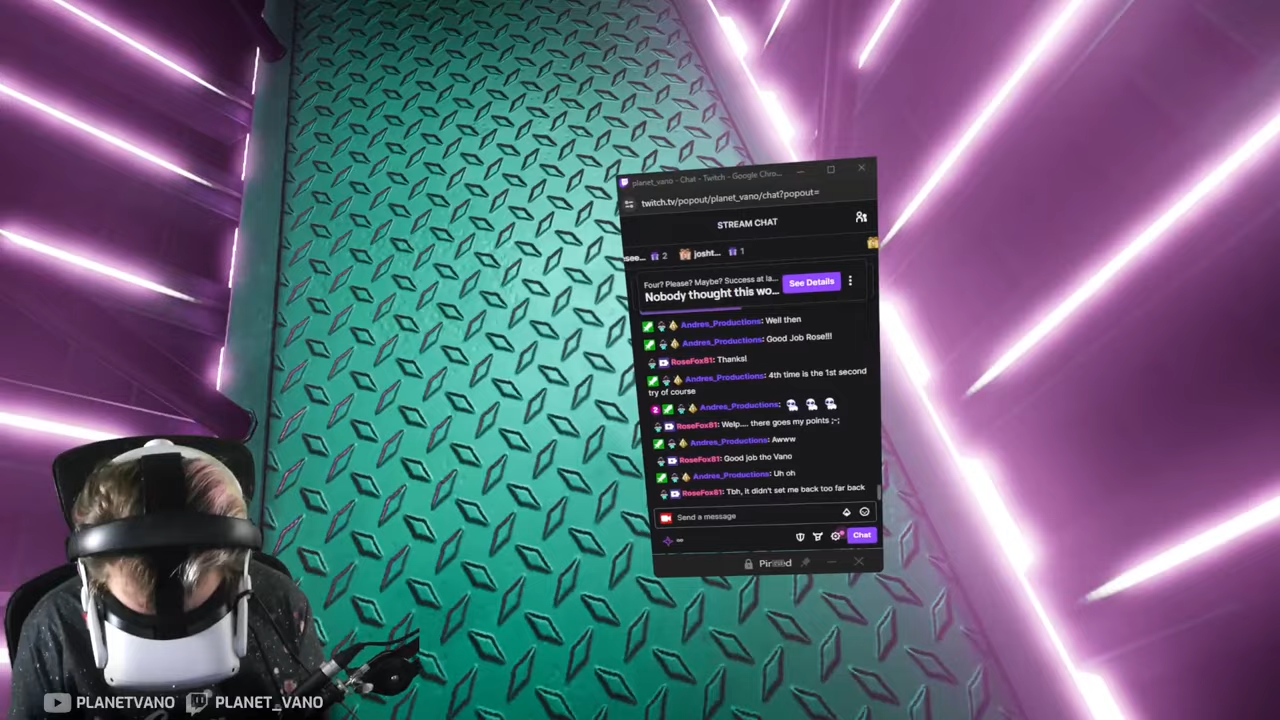 planet_vano - Chat - Twitch - Google Chro...
twitch.tv/popout/planet_vano/chat?popout=
STREAM CHAT
see... 2 josht... 1
Four? Please? Maybe? Success at la...
Nobody thought this wo...
See Details
Andres_Productions: Well then
Andres_Productions: Good Job Rose!!!
RoseFox81: Thanks!
Andres_Productions: 4th time is the 1st second
try of course
2 Andres_Productions:
RoseFox81: Welp.... there goes my points ;-;
Andres_Productions: Awww
RoseFox81: Good job tho Vano
Andres_Productions: Uh oh
RoseFox81: Tbh, it didn't set me back too far back
Send a message
Chat
Pinned
PLANETVANO PLANET_VANO